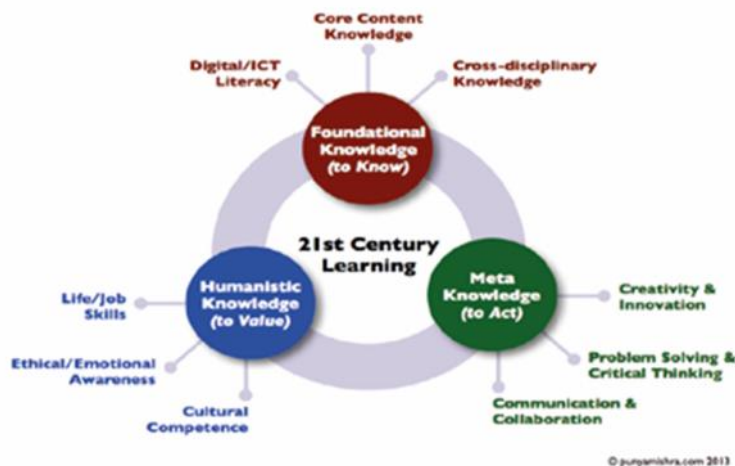 Core Content
Knowledge
Digital/ICT
Literacy
Cross-disciplinary
Knowledge
Foundational
Knowledge
(to Know)
21st Century
Learning
Humanistic
Knowledge
(to Value)
Meta
Knowledge
(to Act)
Life/Job
Skills
Ethical/Emotional
Awareness
Cultural
Competence
Creativity &
Innovation
Problem Solving &
Critical Thinking
Communication &
Collaboration
© punyamishra.com 2013